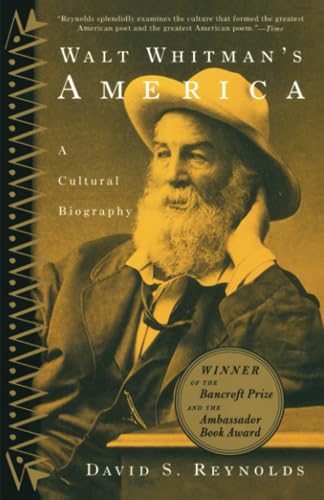 "Reynolds splendidly examines the culture that formed the greatest
American poet and the greatest American poem."—Time
WALT WHITMAN'S
AMERICA
A
Cultural
Biography
WINNER
OF THE
Bancroft Prize
AND THE
Ambassador
Book Award
DAVID S. REYNOLDS